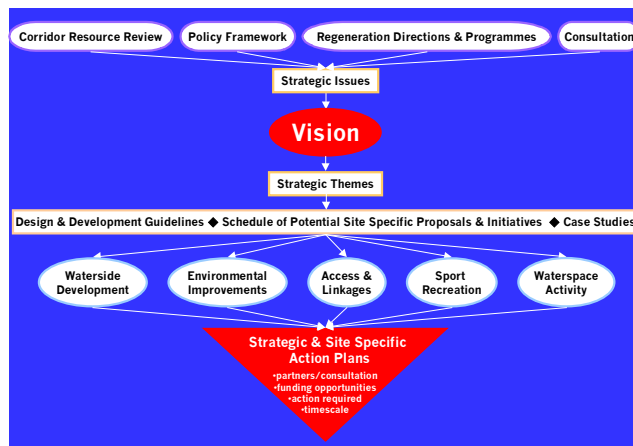 Corridor Resource Review
Policy Framework
Regeneration Directions & Programmes
Consultation
Strategic Issues
Vision
Strategic Themes
Design & Development Guidelines ◆ Schedule of Potential Site Specific Proposals & Initiatives ◆ Case Studies
Waterside
Development
Environmental
Improvements
Access &
Linkages
Sport
Recreation
Waterspace
Activity
Strategic & Site Specific
Action Plans
•partners/consultation
•funding opportunities
•action required
•timescale